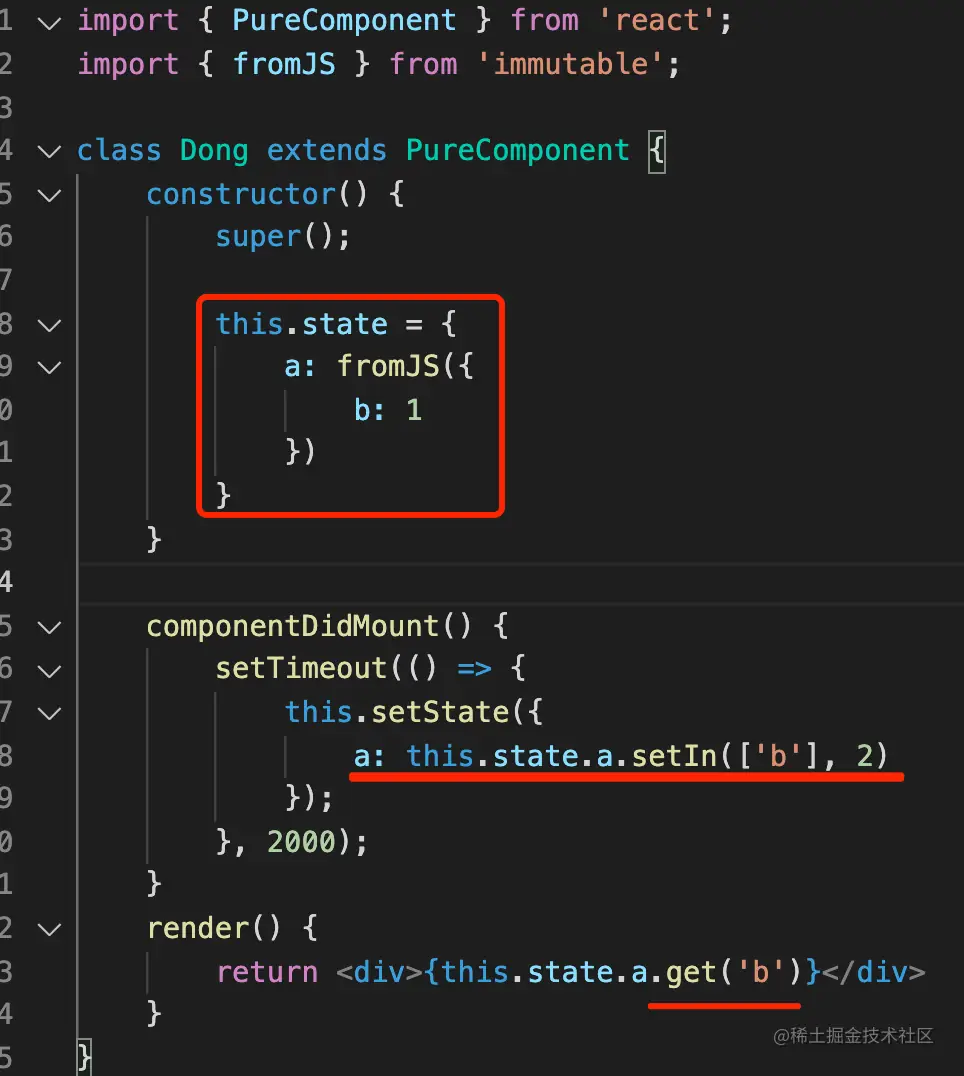 1 import { PureComponent } from 'react';
2 import { fromJS } from 'immutable';
3
4 class Dong extends PureComponent {
5     constructor() {
6         super();
7
8         this.state = {
9             a: fromJS({
0                 b: 1
1             })
2         }
3     }
4
5     componentDidMount() {
6         setTimeout(() => {
7             this.setState({
8                 a: this.state.a.setIn(['b'], 2)
9             });
0         }, 2000);
1     }
2     render() {
3         return <div>{this.state.a.get('b')}</div>
4     }
5 }
@稀土掘金技术社区